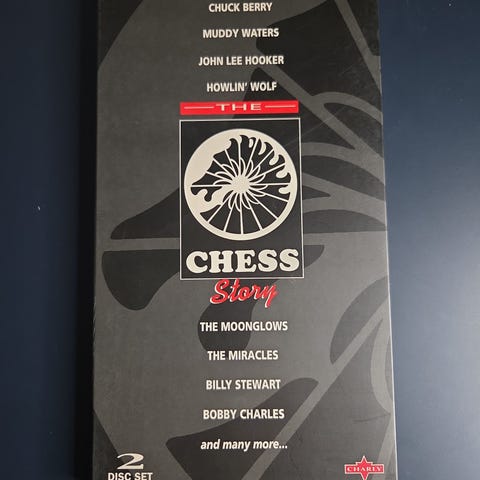 CHUCK BERRY
MUDDY WATERS
JOHN LEE HOOKER
HOWLIN' WOLF
THE
CHESS
Story
THE MOONGLOWS
THE MIRACLES
BILLY STEWART
BOBBY CHARLES
and many more...
2
DISC SET
CHARLY